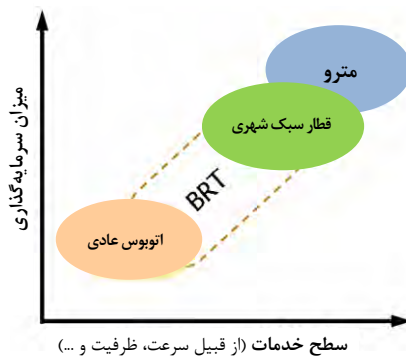 مترو
قطار سبک شهری
BRT
اتوبوس عادی
میزان سرمایه‌گذاری
سطح خدمات (از قبیل سرعت، ظرفیت و ...)